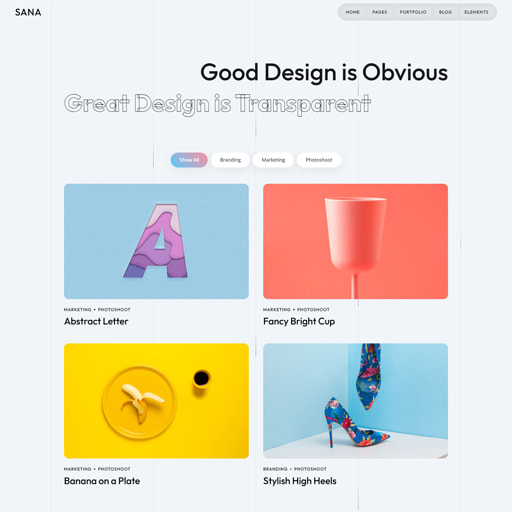 SANA
HOME PAGES PORTFOLIO BLOG ELEMENTS
Good Design is Obvious
Great Design is Transparent
Show All Branding Marketing Photoshoot
A
MARKETING • PHOTOSHOOT
Abstract Letter
MARKETING • PHOTOSHOOT
Fancy Bright Cup
MARKETING • PHOTOSHOOT
Banana on a Plate
BRANDING • PHOTOSHOOT
Stylish High Heels